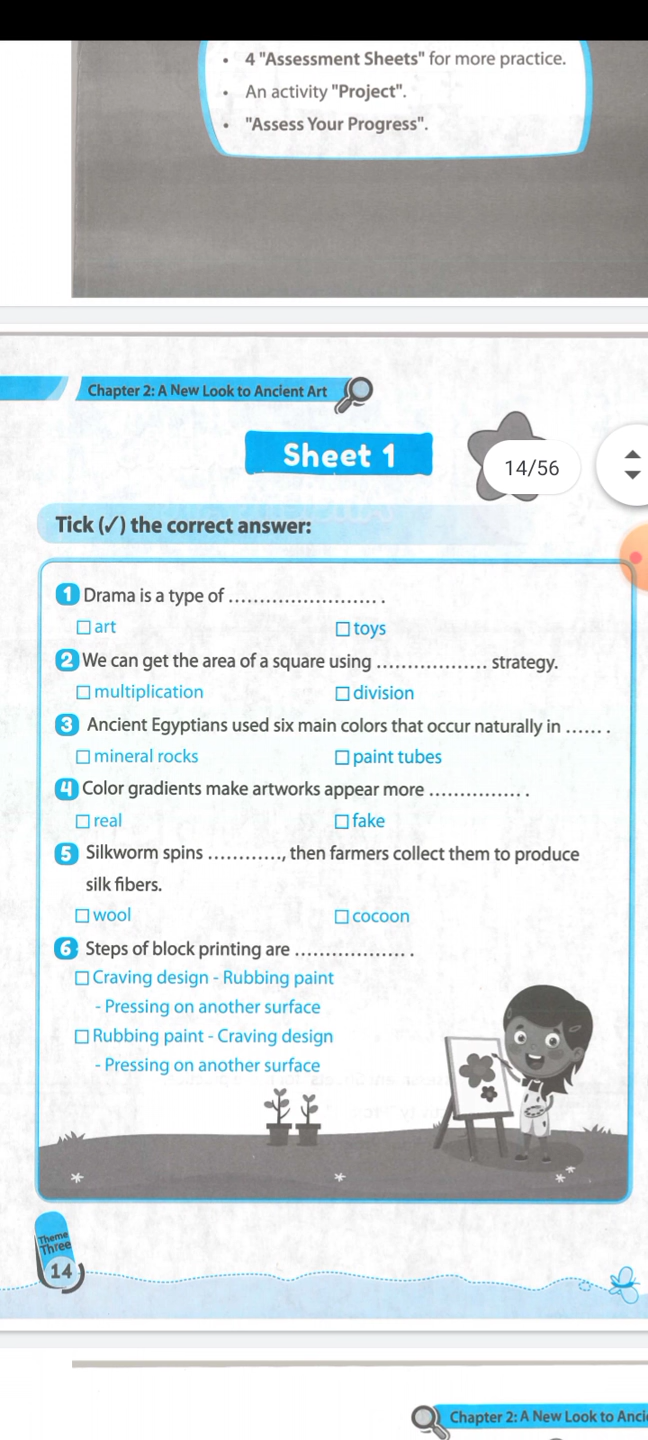 • 4 "Assessment Sheets" for more practice.
• An activity "Project".
• "Assess Your Progress".
Chapter 2: A New Look to Ancient Art
Sheet 1
14/56
Tick (✓) the correct answer:
1 Drama is a type of ........................ .
☐ art ☐ toys
2 We can get the area of a square using .................. strategy.
☐ multiplication ☐ division
3 Ancient Egyptians used six main colors that occur naturally in ....... .
☐ mineral rocks ☐ paint tubes
4 Color gradients make artworks appear more ................ .
☐ real ☐ fake
5 Silkworm spins ............, then farmers collect them to produce
silk fibers.
☐ wool ☐ cocoon
6 Steps of block printing are ................... .
☐ Craving design - Rubbing paint
- Pressing on another surface
☐ Rubbing paint - Craving design
- Pressing on another surface
Theme
Three
14
Chapter 2: A New Look to Anci